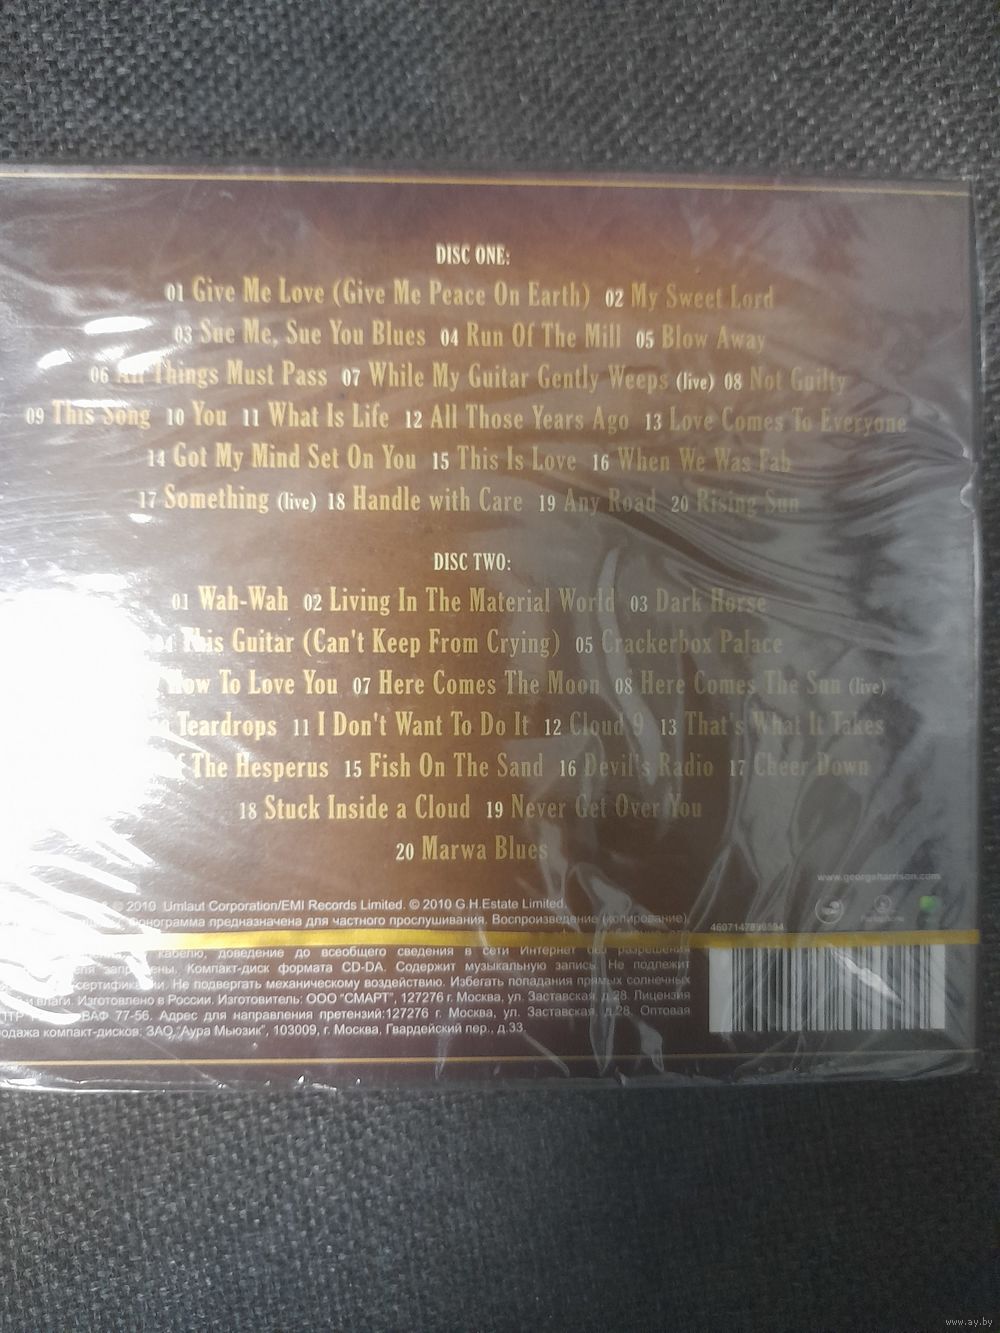 DISC ONE:
01 Give Me Love (Give Me Peace On Earth) 02 My Sweet Lord
03 Sue Me, Sue You Blues 04 Run Of The Mill 05 Blow Away
06 All Things Must Pass 07 While My Guitar Gently Weeps (live) 08 Not Guilty
09 This Song 10 You 11 What Is Life 12 All Those Years Ago 13 Love Comes To Everyone
14 Got My Mind Set On You 15 This Is Love 16 When We Was Fab
17 Something (live) 18 Handle with Care 19 Any Road 20 Rising Sun
DISC TWO:
01 Wah-Wah 02 Living In The Material World 03 Dark Horse
04 This Guitar (Can't Keep From Crying) 05 Crackerbox Palace
How To Love You 07 Here Comes The Moon 08 Here Comes The Sun (live)
Teardrops 11 I Don't Want To Do It 12 Cloud 9 13 That's What It Takes
Of The Hesperus 15 Fish On The Sand 16 Devil's Radio 17 Cheer Down
18 Stuck Inside a Cloud 19 Never Get Over You
20 Marwa Blues
www.georgeharrison.com
© 2010 Umlaut Corporation/EMI Records Limited. © 2010 G.H.Estate Limited.
Фонограмма предназначена для частного прослушивания. Воспроизведение (копирование),
кабелю, доведение до всеобщего сведения в сети Интернет без разрешения
запрещены. Компакт-диск формата CD-DA. Содержит музыкальную запись. Не подлежит
сертификации. Не подвергать механическому воздействию. Избегать попадания прямых солнечных
и влаги. Изготовлено в России. Изготовитель: ООО "СМАРТ", 127276 г. Москва, ул. Заставская, д.28. Лицензия
ВАФ 77-56. Адрес для направления претензий:127276 г. Москва, ул. Заставская, д.28. Оптовая
продажа компакт-дисков: ЗАО "Аура Мьюзик", 103009, г. Москва, Гвардейский пер., д.33.
www.ay.by